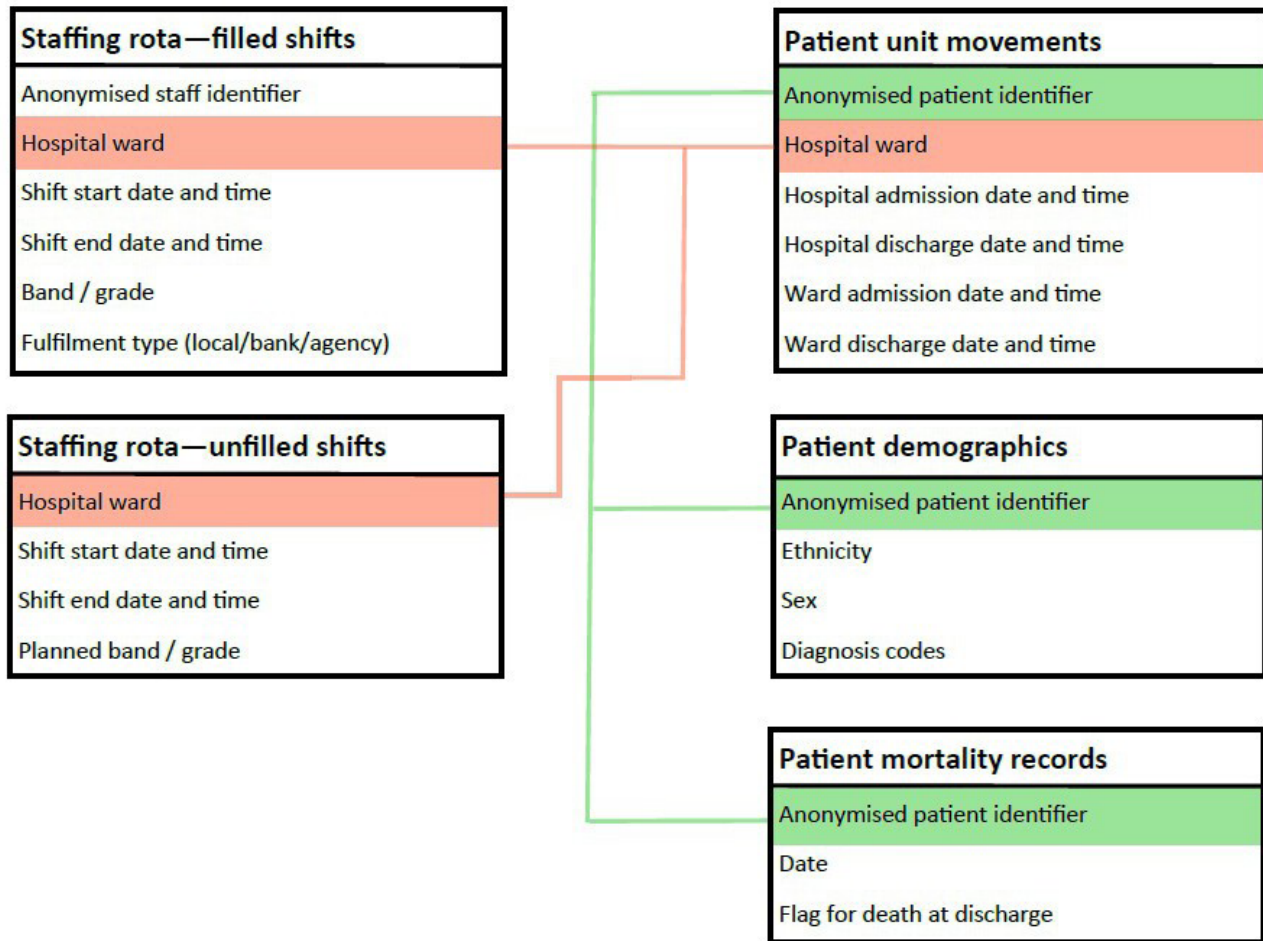 Staffing rota—filled shifts
Anonymised staff identifier
Hospital ward
Shift start date and time
Shift end date and time
Band / grade
Fulfilment type (local/bank/agency)
Staffing rota—unfilled shifts
Hospital ward
Shift start date and time
Shift end date and time
Planned band / grade
Patient unit movements
Anonymised patient identifier
Hospital ward
Hospital admission date and time
Hospital discharge date and time
Ward admission date and time
Ward discharge date and time
Patient demographics
Anonymised patient identifier
Ethnicity
Sex
Diagnosis codes
Patient mortality records
Anonymised patient identifier
Date
Flag for death at discharge